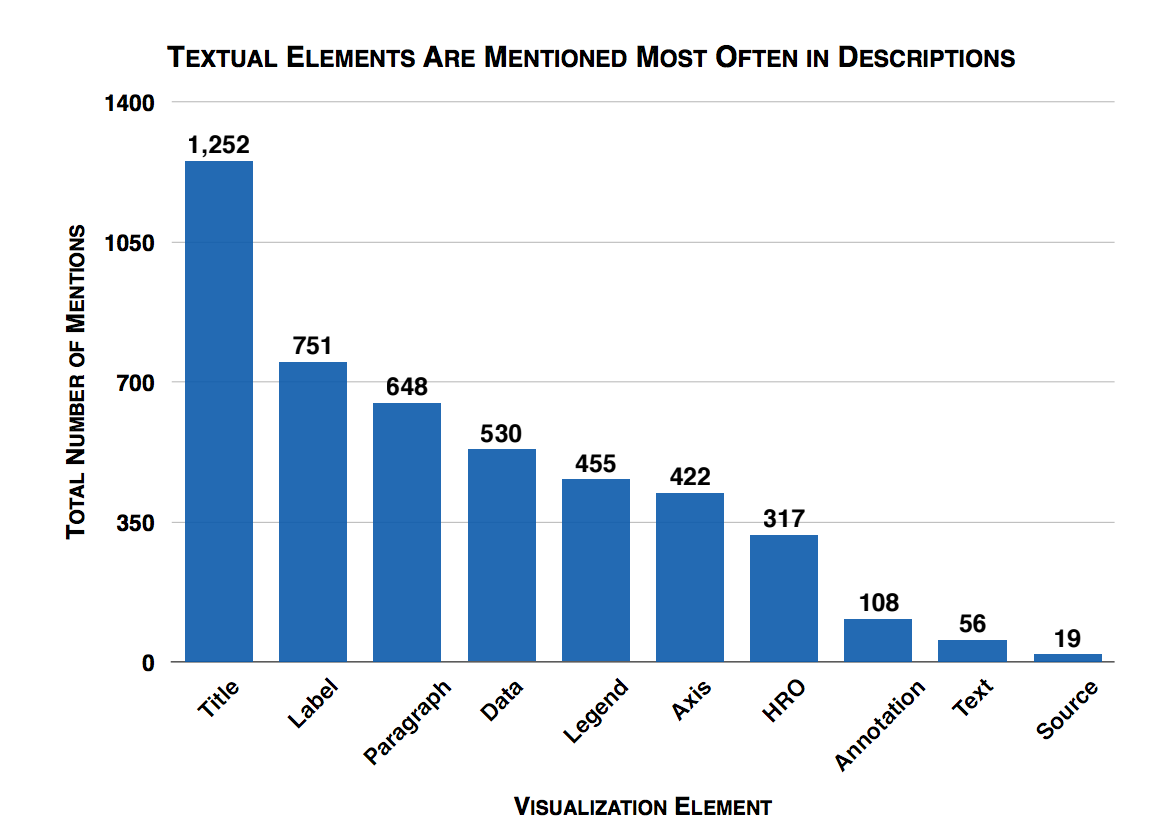 TEXTUAL ELEMENTS ARE MENTIONED MOST OFTEN IN DESCRIPTIONS
TOTAL NUMBER OF MENTIONS
1400
1050
700
350
0
1,252
751
648
530
455
422
317
108
56
19
Title
Label
Paragraph
Data
Legend
Axis
HRO
Annotation
Text
Source
VISUALIZATION ELEMENT